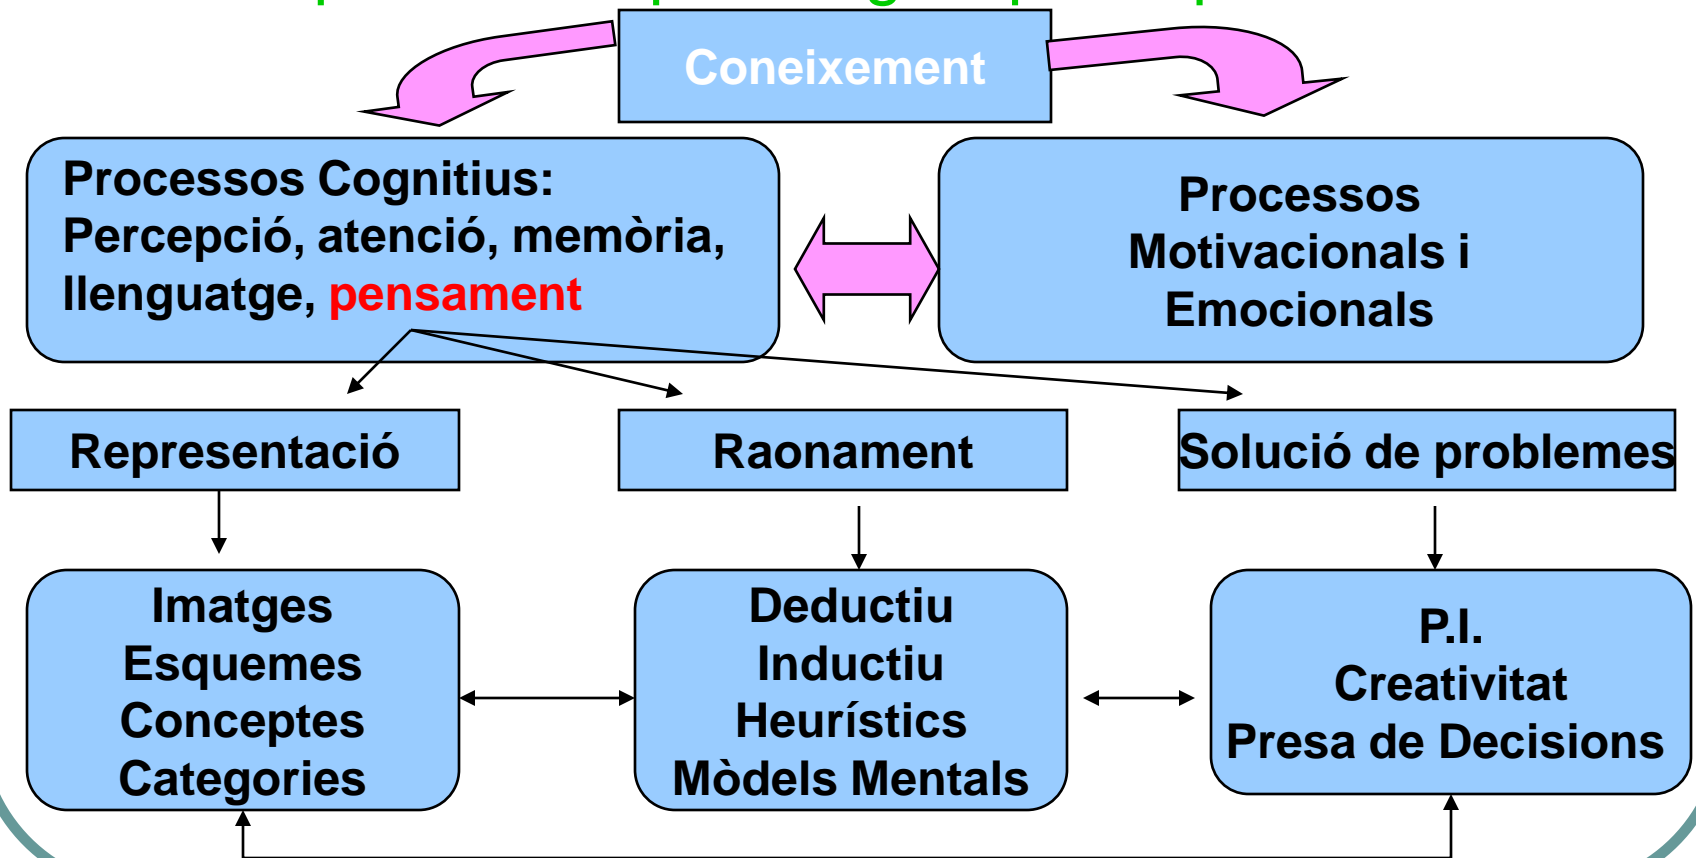 Coneixement
Processos Cognitius:
Percepció, atenció, memòria,
llenguatge, pensament
Processos
Motivacionals i
Emocionals
Representació
Raonament
Solució de problemes
Imatges
Esquemes
Conceptes
Categories
Deductiu
Inductiu
Heurístics
Mòdels Mentals
P.I.
Creativitat
Presa de Decisions